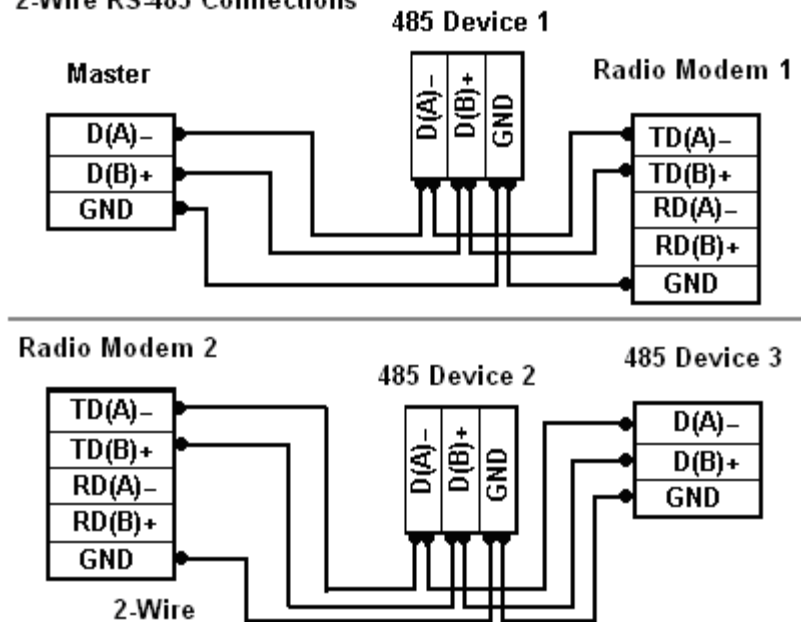 2-Wire RS-485 Connections
485 Device 1
Master
Radio Modem 1
D(A)–
D(B)+
GND
D(A)–
D(B)+
GND
TD(A)–
TD(B)+
RD(A)–
RD(B)+
GND
Radio Modem 2
485 Device 2
485 Device 3
TD(A)–
TD(B)+
RD(A)–
RD(B)+
GND
D(A)–
D(B)+
GND
D(A)–
D(B)+
GND
2-Wire